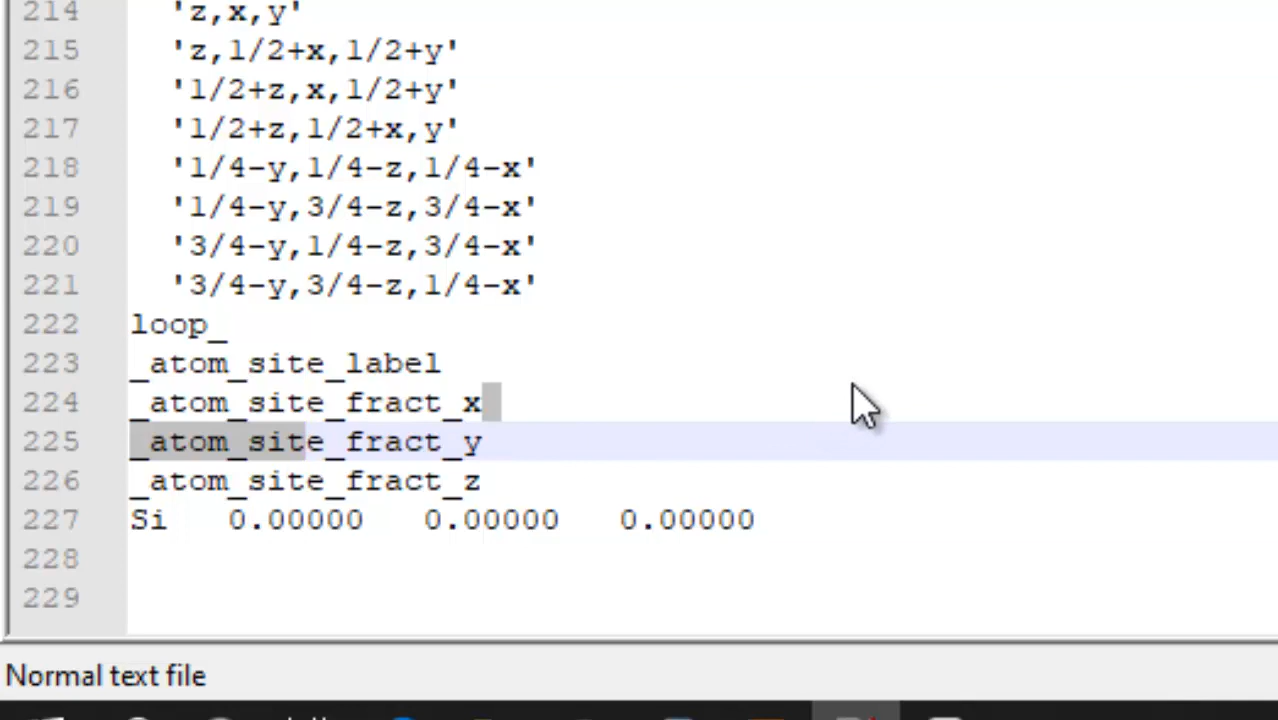 214 'z,x,y'
215 'z,1/2+x,1/2+y'
216 '1/2+z,x,1/2+y'
217 '1/2+z,1/2+x,y'
218 '1/4-y,1/4-z,1/4-x'
219 '1/4-y,3/4-z,3/4-x'
220 '3/4-y,1/4-z,3/4-x'
221 '3/4-y,3/4-z,1/4-x'
222 loop_
223 _atom_site_label
224 _atom_site_fract_x
225 _atom_site_fract_y
226 _atom_site_fract_z
227 Si 0.00000 0.00000 0.00000
228
229
Normal text file